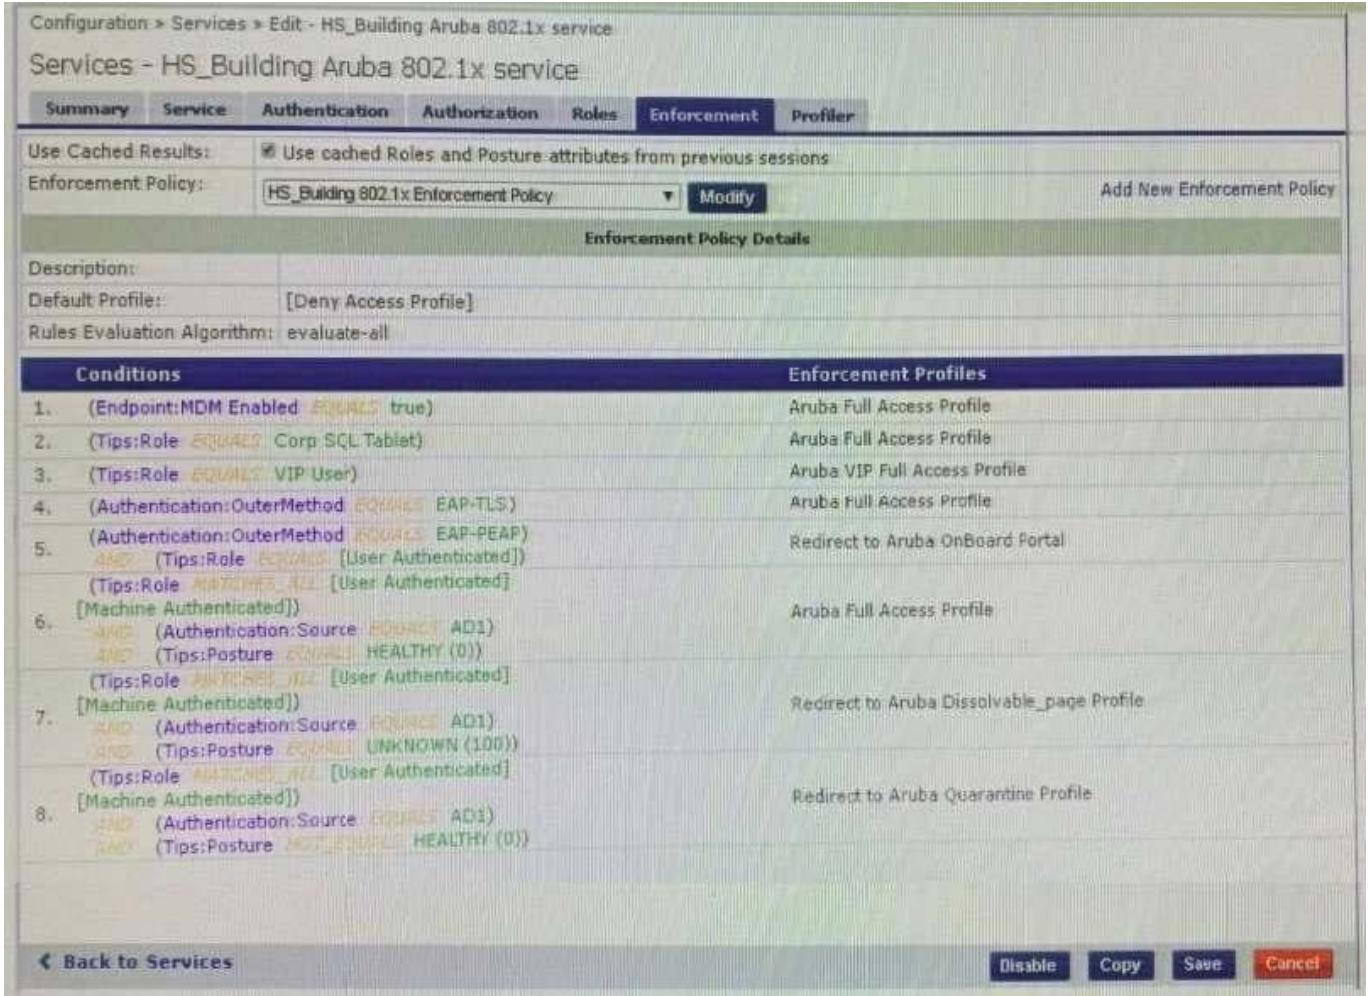 Configuration » Services » Edit - HS_Building Aruba 802.1x service
Services - HS_Building Aruba 802.1x service
Summary Service Authentication Authorization Roles Enforcement Profiler
Use Cached Results: Use cached Roles and Posture attributes from previous sessions
Enforcement Policy: HS_Building 802.1x Enforcement Policy Modify Add New Enforcement Policy
Enforcement Policy Details
Description:
Default Profile: [Deny Access Profile]
Rules Evaluation Algorithm: evaluate-all
Conditions Enforcement Profiles
1. (Endpoint:MDM Enabled EQUALS true) Aruba Full Access Profile
2. (Tips:Role EQUALS Corp SQL Tablet) Aruba Full Access Profile
3. (Tips:Role EQUALS VIP User) Aruba VIP Full Access Profile
4. (Authentication:OuterMethod EQUALS EAP-TLS) Aruba Full Access Profile
(Authentication:OuterMethod EQUALS EAP-PEAP)
5. AND (Tips:Role EQUALS [User Authenticated]) Redirect to Aruba OnBoard Portal
(Tips:Role MATCHES_ALL [User Authenticated]
[Machine Authenticated])
6. AND (Authentication:Source EQUALS AD1) Aruba Full Access Profile
AND (Tips:Posture EQUALS HEALTHY (0))
(Tips:Role MATCHES_ALL [User Authenticated]
[Machine Authenticated])
7. AND (Authentication:Source EQUALS AD1) Redirect to Aruba Dissolvable_page Profile
AND (Tips:Posture EQUALS UNKNOWN (100))
(Tips:Role MATCHES_ALL [User Authenticated]
[Machine Authenticated])
8. AND (Authentication:Source EQUALS AD1) Redirect to Aruba Quarantine Profile
AND (Tips:Posture NOT_EQUALS HEALTHY (0))
Back to Services Disable Copy Save Cancel